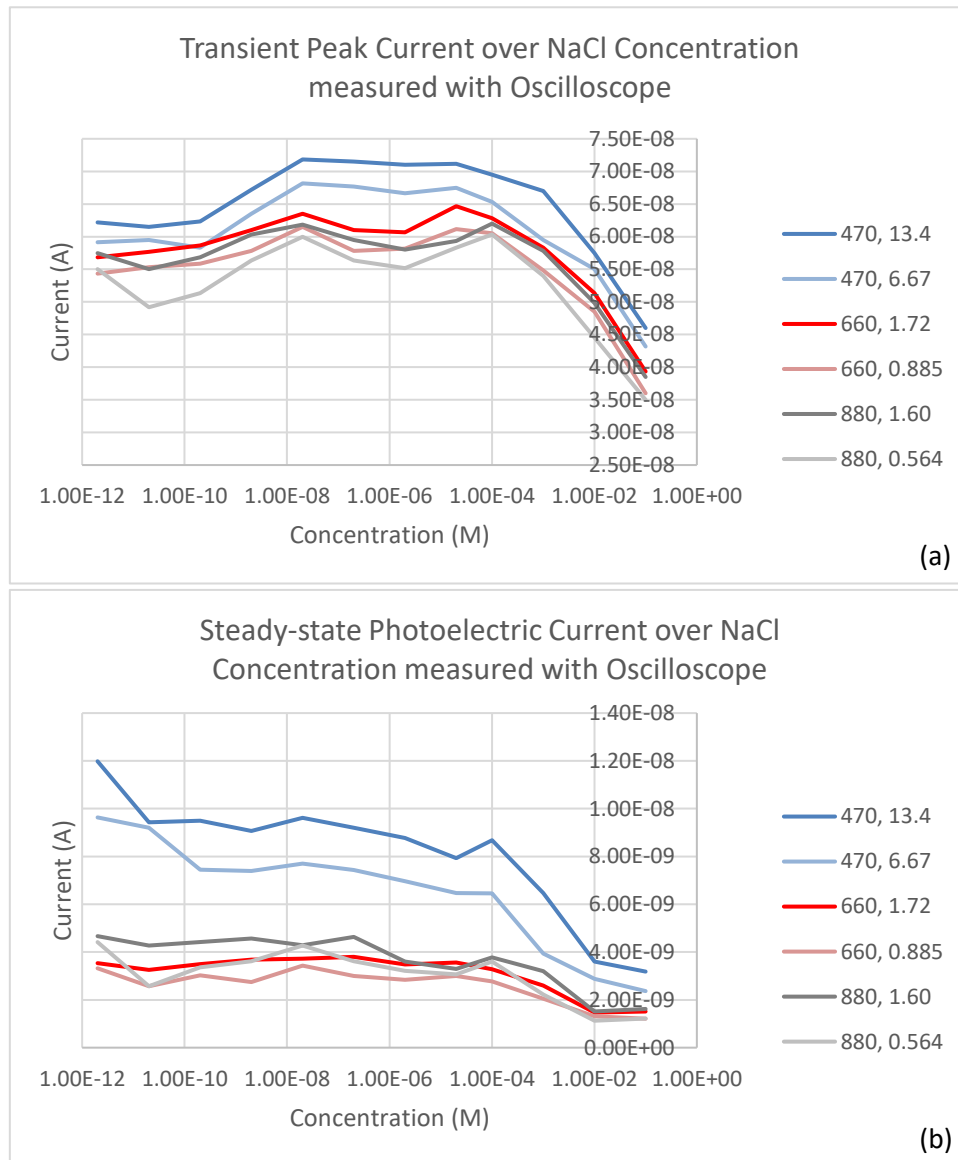 Transient Peak Current over NaCl Concentration
measured with Oscilloscope
7.50E-08
7.00E-08
6.50E-08
6.00E-08
5.50E-08
5.00E-08
4.50E-08
4.00E-08
3.50E-08
3.00E-08
2.50E-08
Current (A)
1.00E-12 1.00E-10 1.00E-08 1.00E-06 1.00E-04 1.00E-02 1.00E+00
Concentration (M)
470, 13.4
470, 6.67
660, 1.72
660, 0.885
880, 1.60
880, 0.564
(a)
Steady-state Photoelectric Current over NaCl
Concentration measured with Oscilloscope
1.40E-08
1.20E-08
1.00E-08
8.00E-09
6.00E-09
4.00E-09
2.00E-09
0.00E+00
Current (A)
1.00E-12 1.00E-10 1.00E-08 1.00E-06 1.00E-04 1.00E-02 1.00E+00
Concentration (M)
470, 13.4
470, 6.67
660, 1.72
660, 0.885
880, 1.60
880, 0.564
(b)